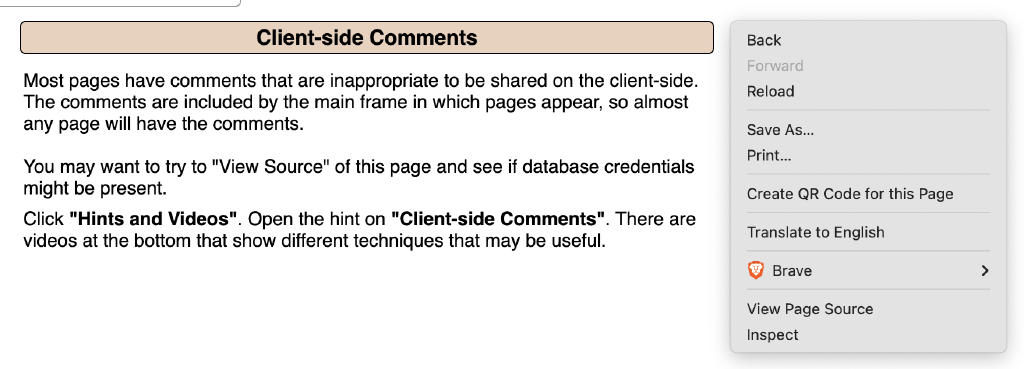 Client-side Comments
Most pages have comments that are inappropriate to be shared on the client-side.
The comments are included by the main frame in which pages appear, so almost
any page will have the comments.
You may want to try to "View Source" of this page and see if database credentials
might be present.
Click "Hints and Videos". Open the hint on "Client-side Comments". There are
videos at the bottom that show different techniques that may be useful.
Back
Forward
Reload
Save As...
Print...
Create QR Code for this Page
Translate to English
Brave
View Page Source
Inspect